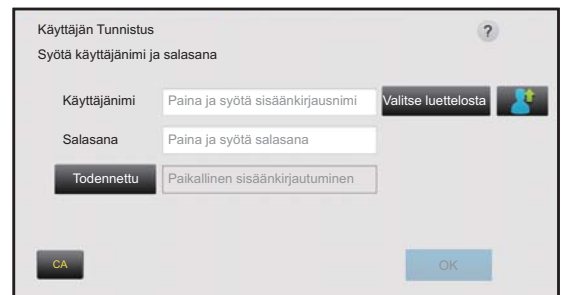 Käyttäjän Tunnistus
?
Syötä käyttäjänimi ja salasana
Käyttäjänimi Paina ja syötä sisäänkirjausnimi Valitse luettelosta
Salasana Paina ja syötä salasana
Todennettu Paikallinen sisäänkirjautuminen
CA OK